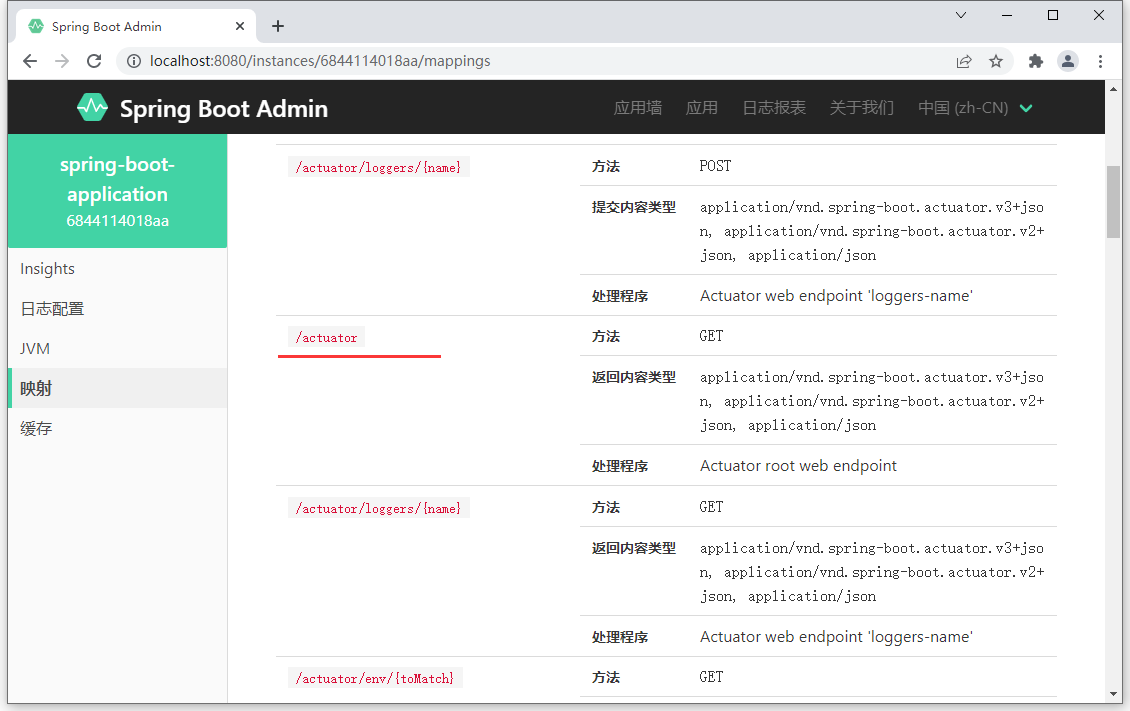 Spring Boot Admin
localhost:8080/instances/6844114018aa/mappings
Spring Boot Admin 应用墙 应用 日志报表 关于我们 中国 (zh-CN)
spring-boot-
application
6844114018aa
Insights
日志配置
JVM
映射
缓存
/actuator/loggers/{name} 方法 POST
提交内容类型 application/vnd.spring-boot.actuator.v3+jso
n, application/vnd.spring-boot.actuator.v2+
json, application/json
处理程序 Actuator web endpoint 'loggers-name'
/actuator 方法 GET
返回内容类型 application/vnd.spring-boot.actuator.v3+jso
n, application/vnd.spring-boot.actuator.v2+
json, application/json
处理程序 Actuator root web endpoint
/actuator/loggers/{name} 方法 GET
返回内容类型 application/vnd.spring-boot.actuator.v3+jso
n, application/vnd.spring-boot.actuator.v2+
json, application/json
处理程序 Actuator web endpoint 'loggers-name'
/actuator/env/{toMatch} 方法 GET